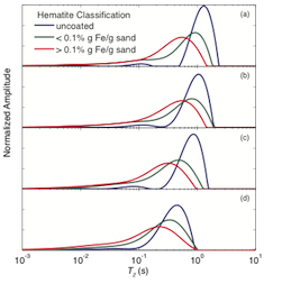 Hematite Classification
uncoated
< 0.1% g Fe/g sand
> 0.1% g Fe/g sand
(a)
(b)
(c)
(d)
Normalized Amplitude
10⁻³ 10⁻² 10⁻¹ 10⁰ 10¹
T₂ (s)